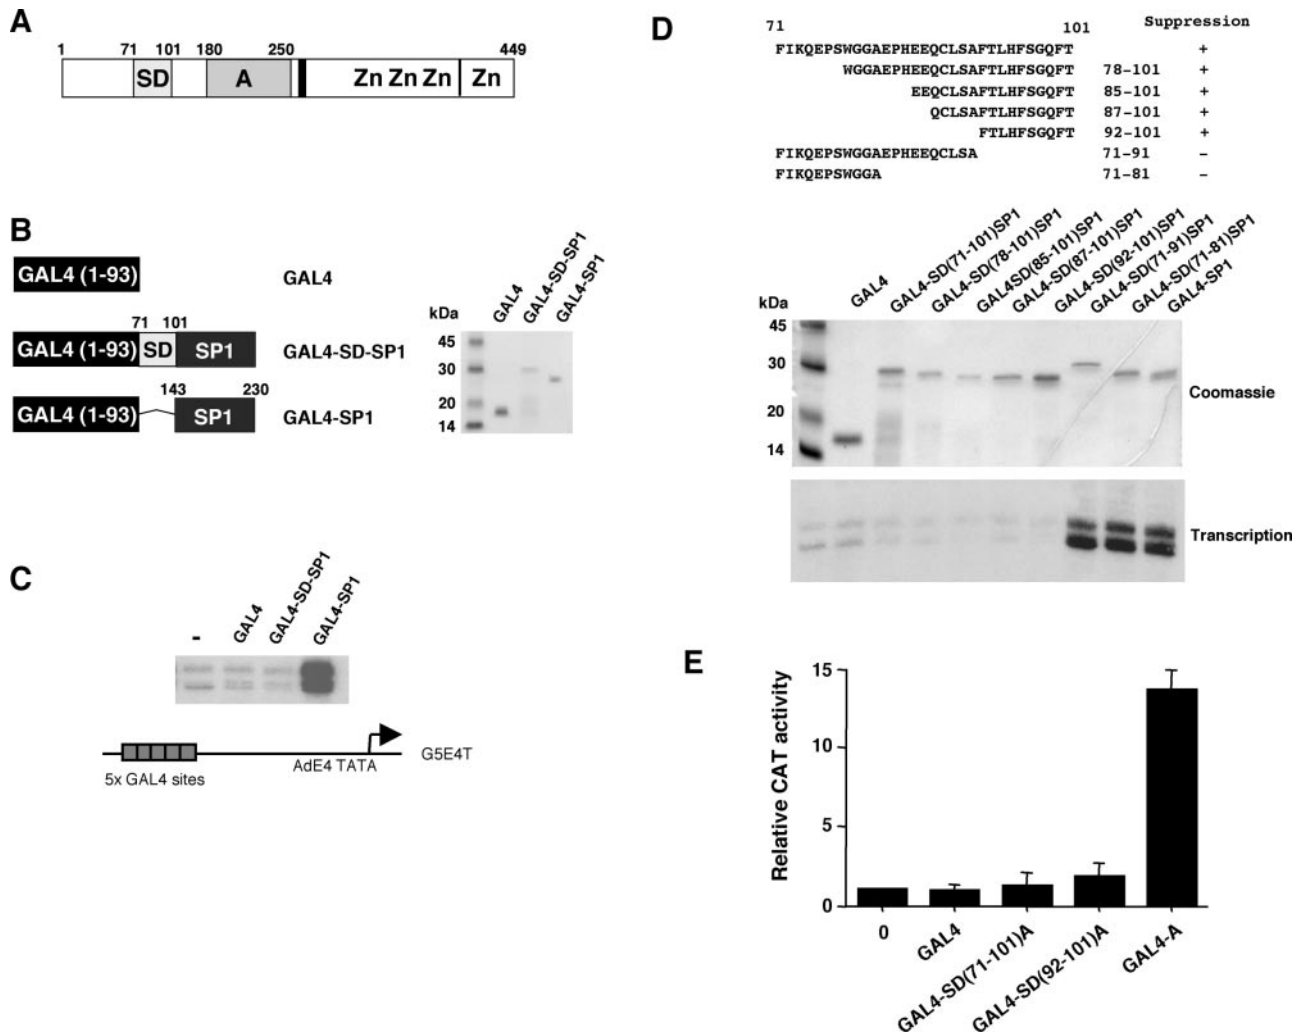 A
1 71 101 180 250 449
SD A Zn Zn Zn Zn
B
GAL4 (1-93) GAL4
71 101
GAL4 (1-93) SD SP1 GAL4-SD-SP1
143 230
GAL4 (1-93) SP1 GAL4-SP1
GAL4 GAL4-SD-SP1 GAL4-SP1
kDa
45
30
20
14
C
- GAL4 GAL4-SD-SP1 GAL4-SP1
G5E4T
AdE4 TATA
5x GAL4 sites
D
71 101 Suppression
FIKQEPSWGGAEPHEEQCLSAFTLHFSGQFT +
WGGAEPHEEQCLSAFTLHFSGQFT 78-101 +
EEQCLSAFTLHFSGQFT 85-101 +
QCLSAFTLHFSGQFT 87-101 +
FTLHFSGQFT 92-101 +
FIKQEPSWGGAEPHEEQCLSA 71-91 -
FIKQEPSWGGA 71-81 -
GAL4 GAL4-SD(71-101)SP1 GAL4-SD(78-101)SP1 GAL4SD(85-101)SP1 GAL4-SD(87-101)SP1 GAL4-SD(92-101)SP1 GAL4-SD(71-91)SP1 GAL4-SD(71-81)SP1 GAL4-SP1
kDa
45
30
20
14
Coomassie
Transcription
E
Relative CAT activity
15
10
5
0
0 GAL4 GAL4-SD(71-101)A GAL4-SD(92-101)A GAL4-A